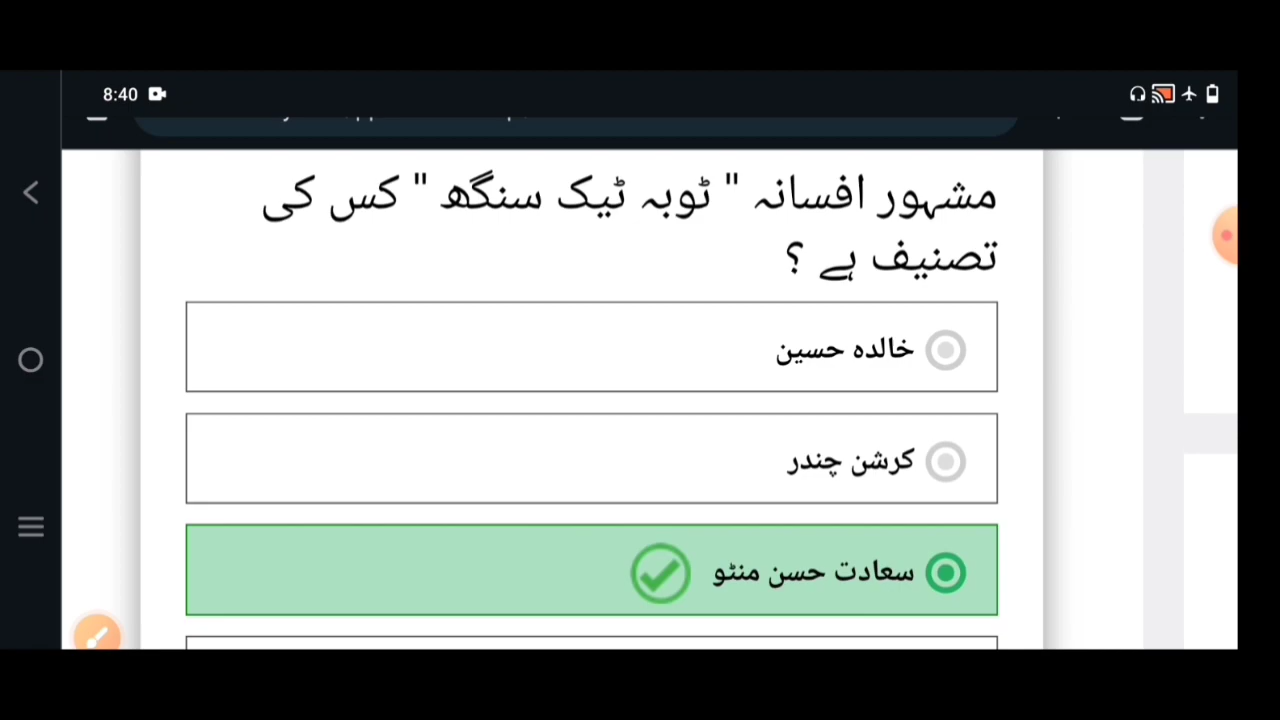 8:40
مشہور افسانہ " ٹوبہ ٹیک سنگھ " کس کی
تصنیف ہے ؟
خالدہ حسین
کرشن چندر
سعادت حسن منٹو